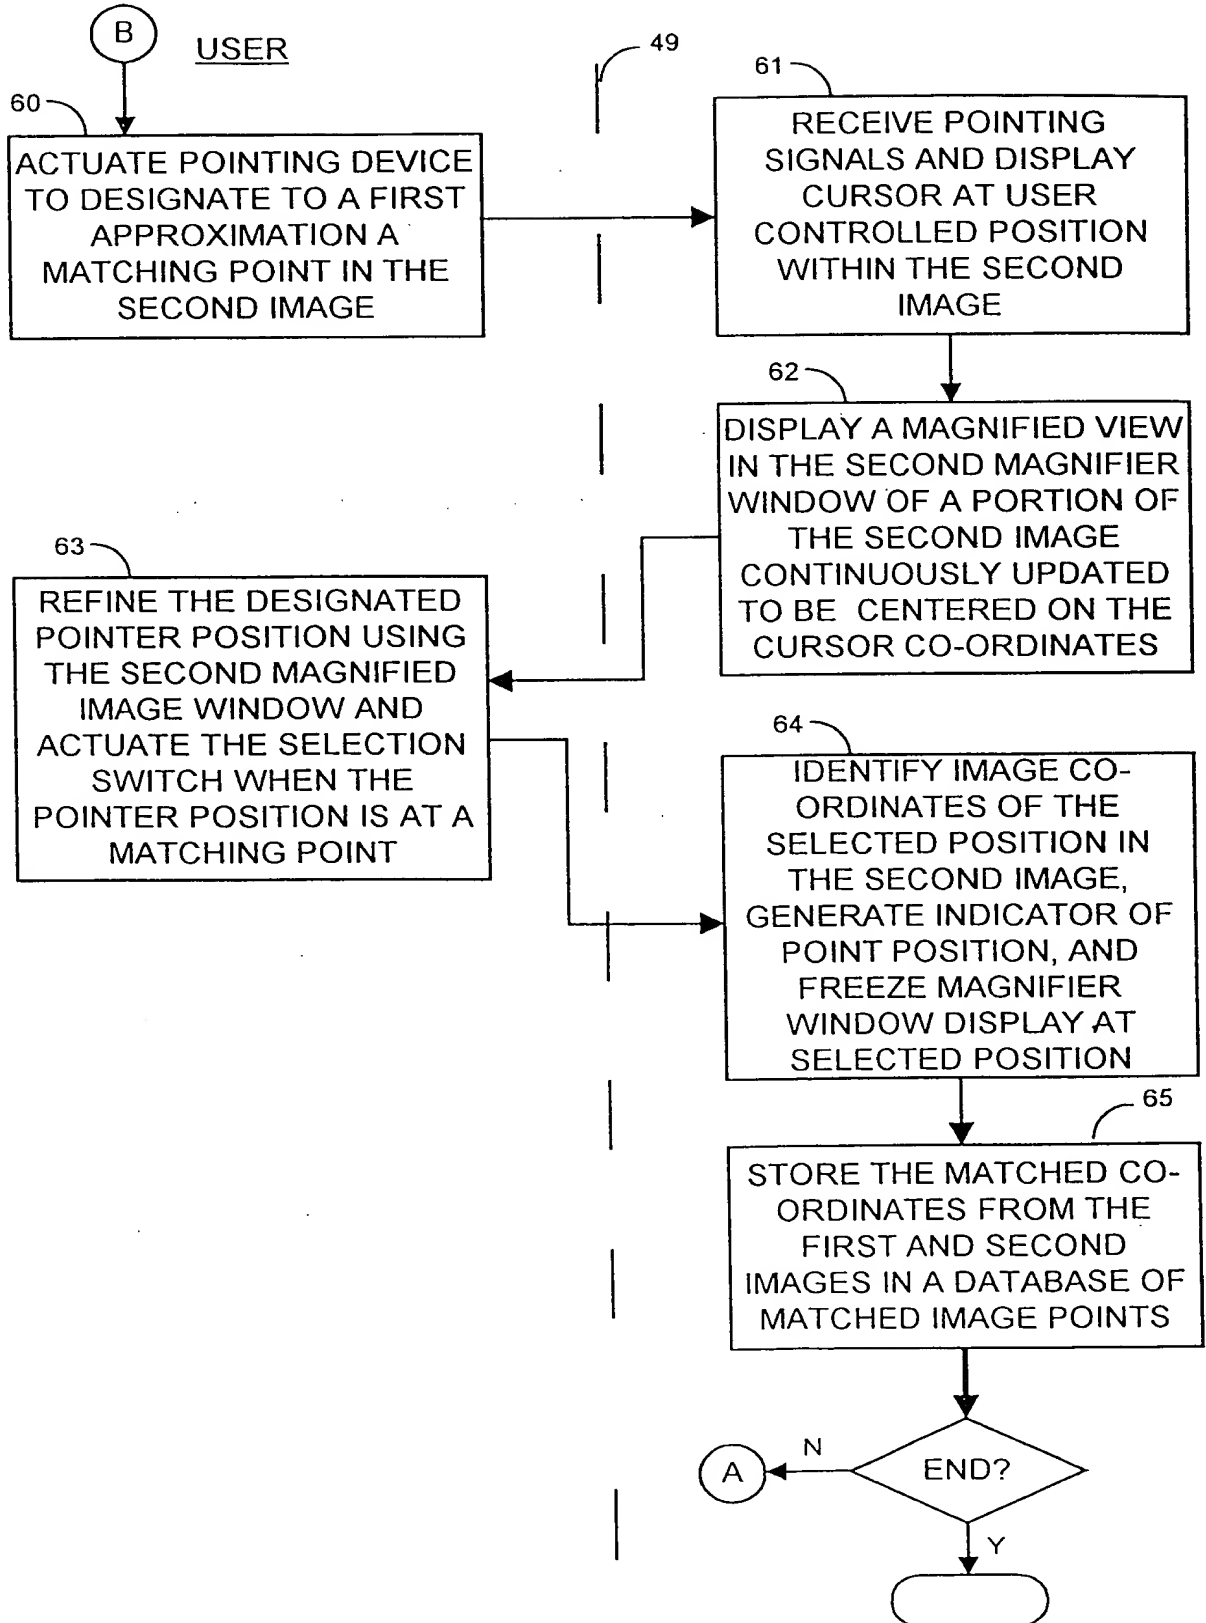 B
USER
49
60
ACTUATE POINTING DEVICE
TO DESIGNATE TO A FIRST
APPROXIMATION A
MATCHING POINT IN THE
SECOND IMAGE
61
RECEIVE POINTING
SIGNALS AND DISPLAY
CURSOR AT USER
CONTROLLED POSITION
WITHIN THE SECOND
IMAGE
62
DISPLAY A MAGNIFIED VIEW
IN THE SECOND MAGNIFIER
WINDOW OF A PORTION OF
THE SECOND IMAGE
CONTINUOUSLY UPDATED
TO BE CENTERED ON THE
CURSOR CO-ORDINATES
63
REFINE THE DESIGNATED
POINTER POSITION USING
THE SECOND MAGNIFIED
IMAGE WINDOW AND
ACTUATE THE SELECTION
SWITCH WHEN THE
POINTER POSITION IS AT A
MATCHING POINT
64
IDENTIFY IMAGE CO-
ORDINATES OF THE
SELECTED POSITION IN
THE SECOND IMAGE,
GENERATE INDICATOR OF
POINT POSITION, AND
FREEZE MAGNIFIER
WINDOW DISPLAY AT
SELECTED POSITION
65
STORE THE MATCHED CO-
ORDINATES FROM THE
FIRST AND SECOND
IMAGES IN A DATABASE OF
MATCHED IMAGE POINTS
END?
N
A
Y